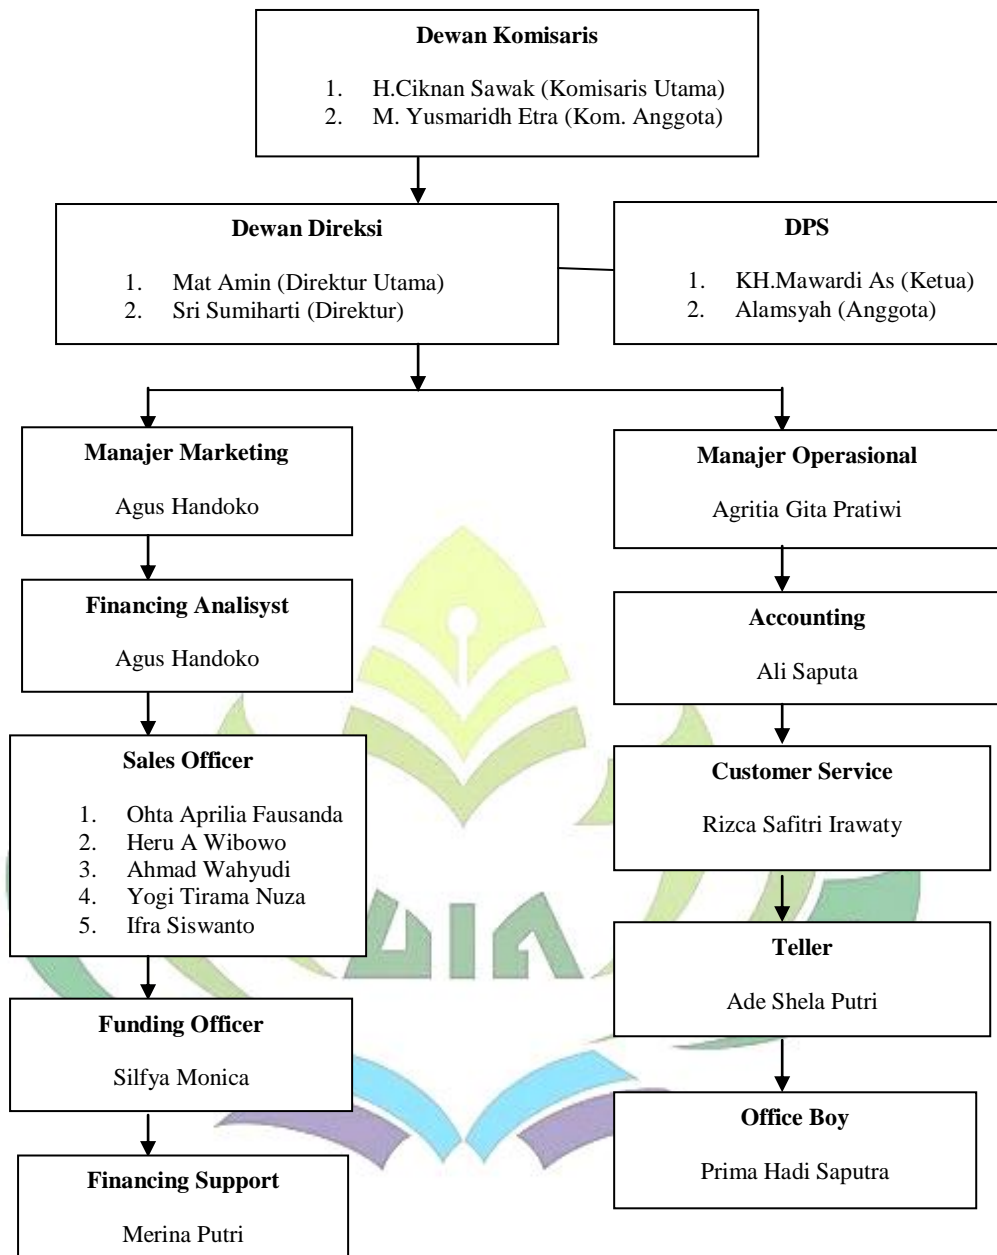 Dewan Komisaris
1. H.Ciknan Sawak (Komisaris Utama)
2. M. Yusmaridh Etra (Kom. Anggota)
Dewan Direksi
1. Mat Amin (Direktur Utama)
2. Sri Sumiharti (Direktur)
DPS
1. KH.Mawardi As (Ketua)
2. Alamsyah (Anggota)
Manajer Marketing
Agus Handoko
Financing Analisyst
Agus Handoko
Sales Officer
1. Ohta Aprilia Fausanda
2. Heru A Wibowo
3. Ahmad Wahyudi
4. Yogi Tirama Nuza
5. Ifra Siswanto
Funding Officer
Silfya Monica
Financing Support
Merina Putri
Manajer Operasional
Agritia Gita Pratiwi
Accounting
Ali Saputa
Customer Service
Rizca Safitri Irawaty
Teller
Ade Shela Putri
Office Boy
Prima Hadi Saputra